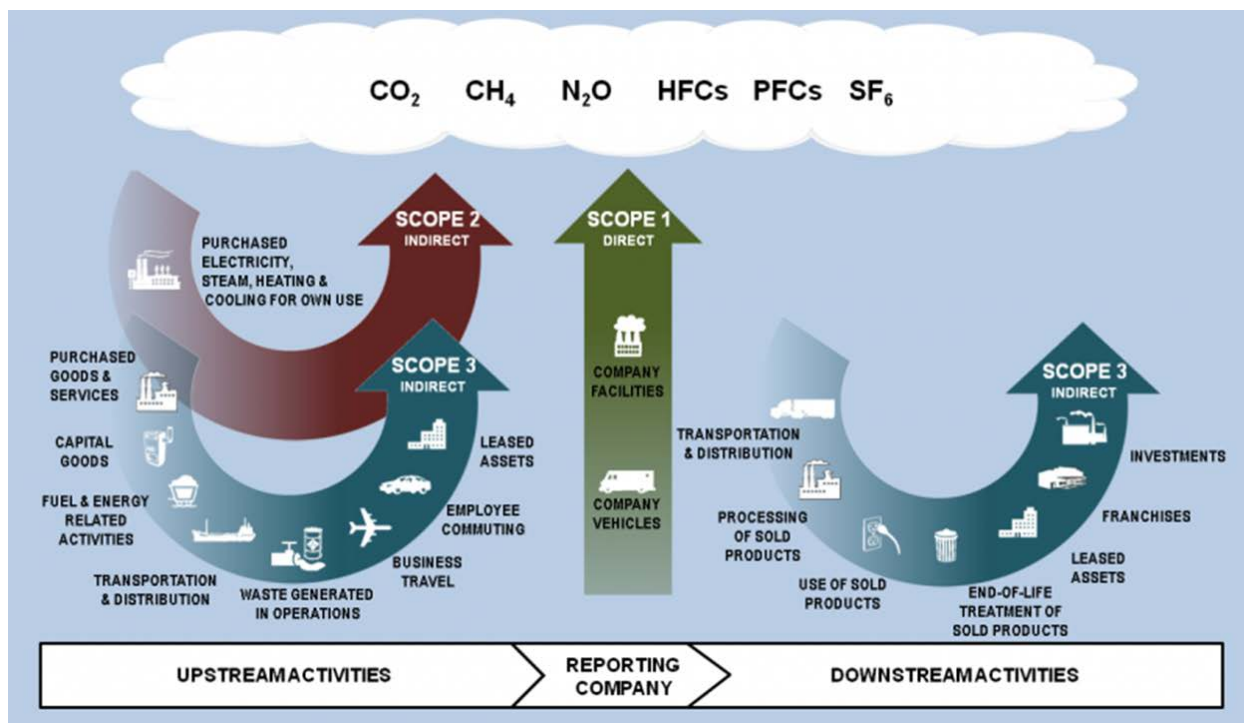 CO₂ CH₄ N₂O HFCs PFCs SF₆
SCOPE 2
INDIRECT
PURCHASED
ELECTRICITY,
STEAM, HEATING &
COOLING FOR OWN USE
SCOPE 3
INDIRECT
PURCHASED
GOODS &
SERVICES
CAPITAL
GOODS
FUEL & ENERGY
RELATED
ACTIVITIES
TRANSPORTATION
& DISTRIBUTION
WASTE GENERATED
IN OPERATIONS
BUSINESS
TRAVEL
EMPLOYEE
COMMUTING
LEASED
ASSETS
SCOPE 1
DIRECT
COMPANY
FACILITIES
COMPANY
VEHICLES
SCOPE 3
INDIRECT
TRANSPORTATION
& DISTRIBUTION
PROCESSING
OF SOLD
PRODUCTS
USE OF SOLD
PRODUCTS
END-OF-LIFE
TREATMENT OF
SOLD PRODUCTS
LEASED
ASSETS
FRANCHISES
INVESTMENTS
UPSTREAMACTIVITIES
REPORTING
COMPANY
DOWNSTREAMACTIVITIES